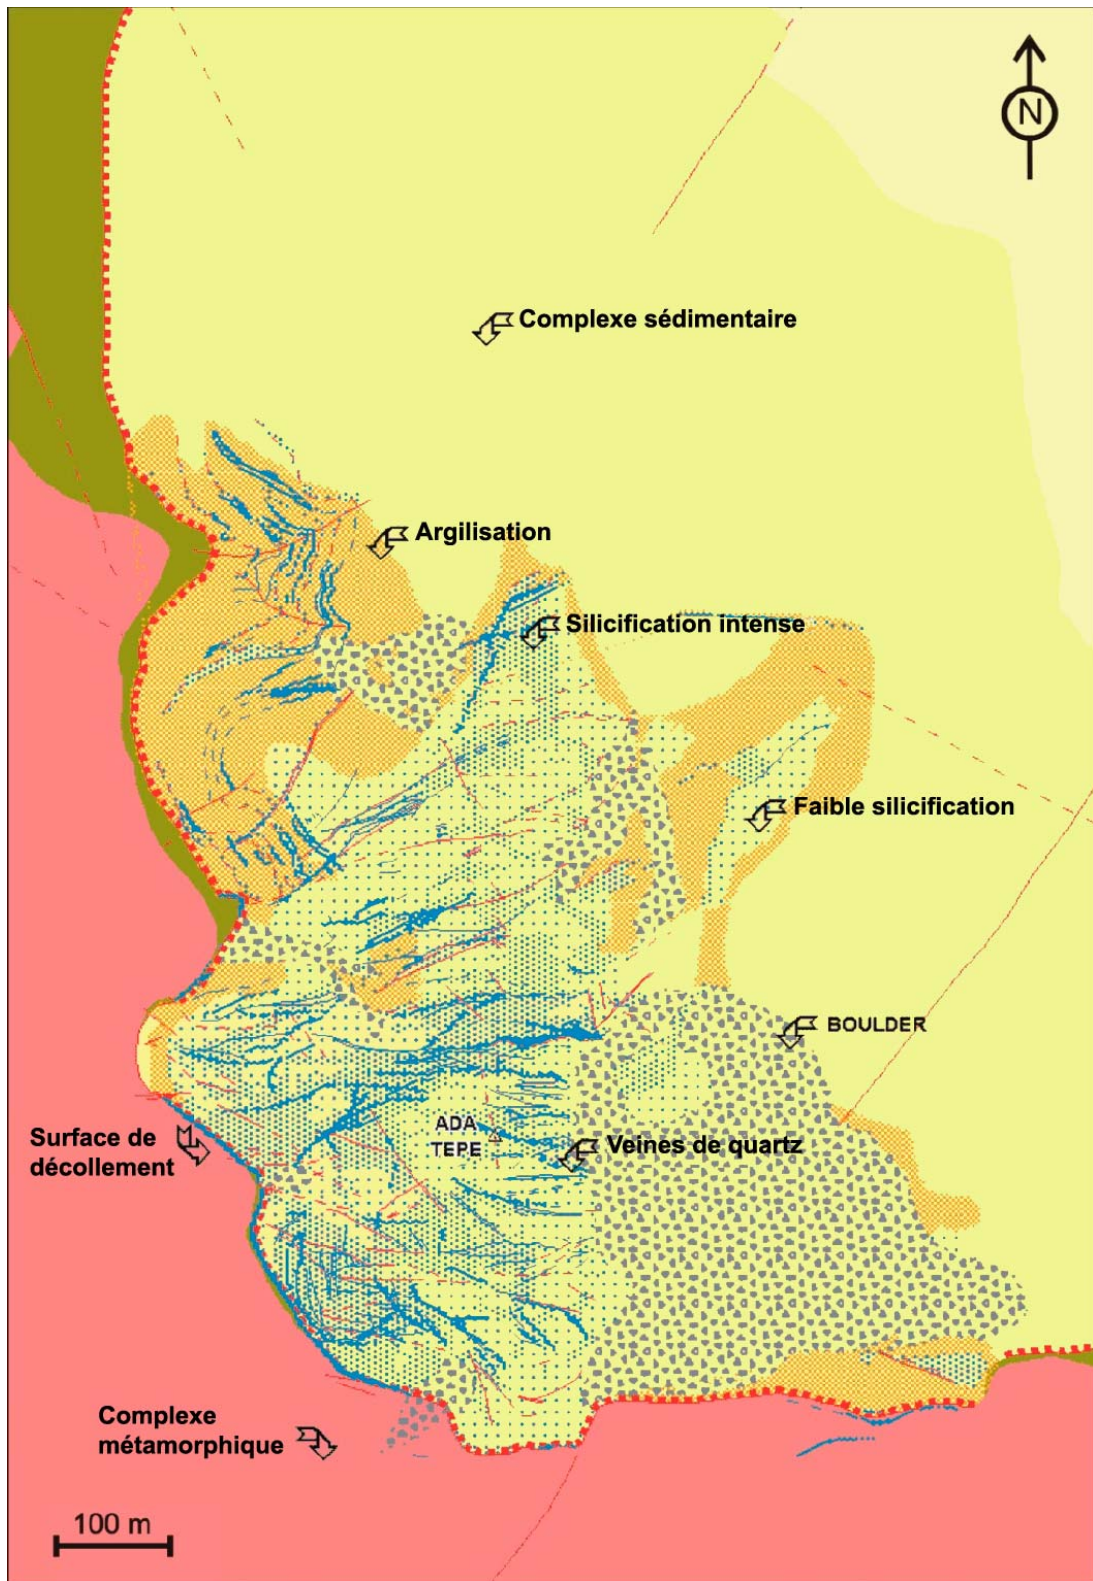 N
Complexe sédimentaire
Argilisation
Silicification intense
Faible silicification
BOULDER
ADA
TEPE
Surface de
décollement
Veines de quartz
Complexe
métamorphique
100 m